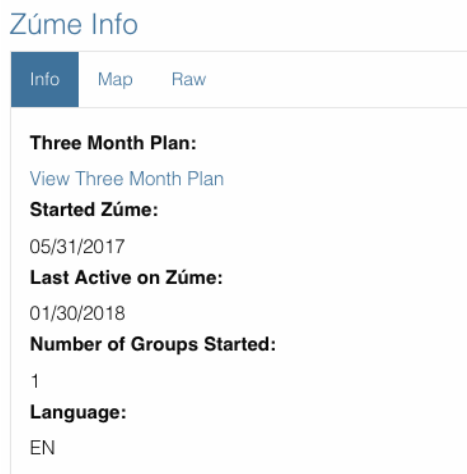 Zúme Info
Info Map Raw
Three Month Plan:
View Three Month Plan
Started Zúme:
05/31/2017
Last Active on Zúme:
01/30/2018
Number of Groups Started:
1
Language:
EN